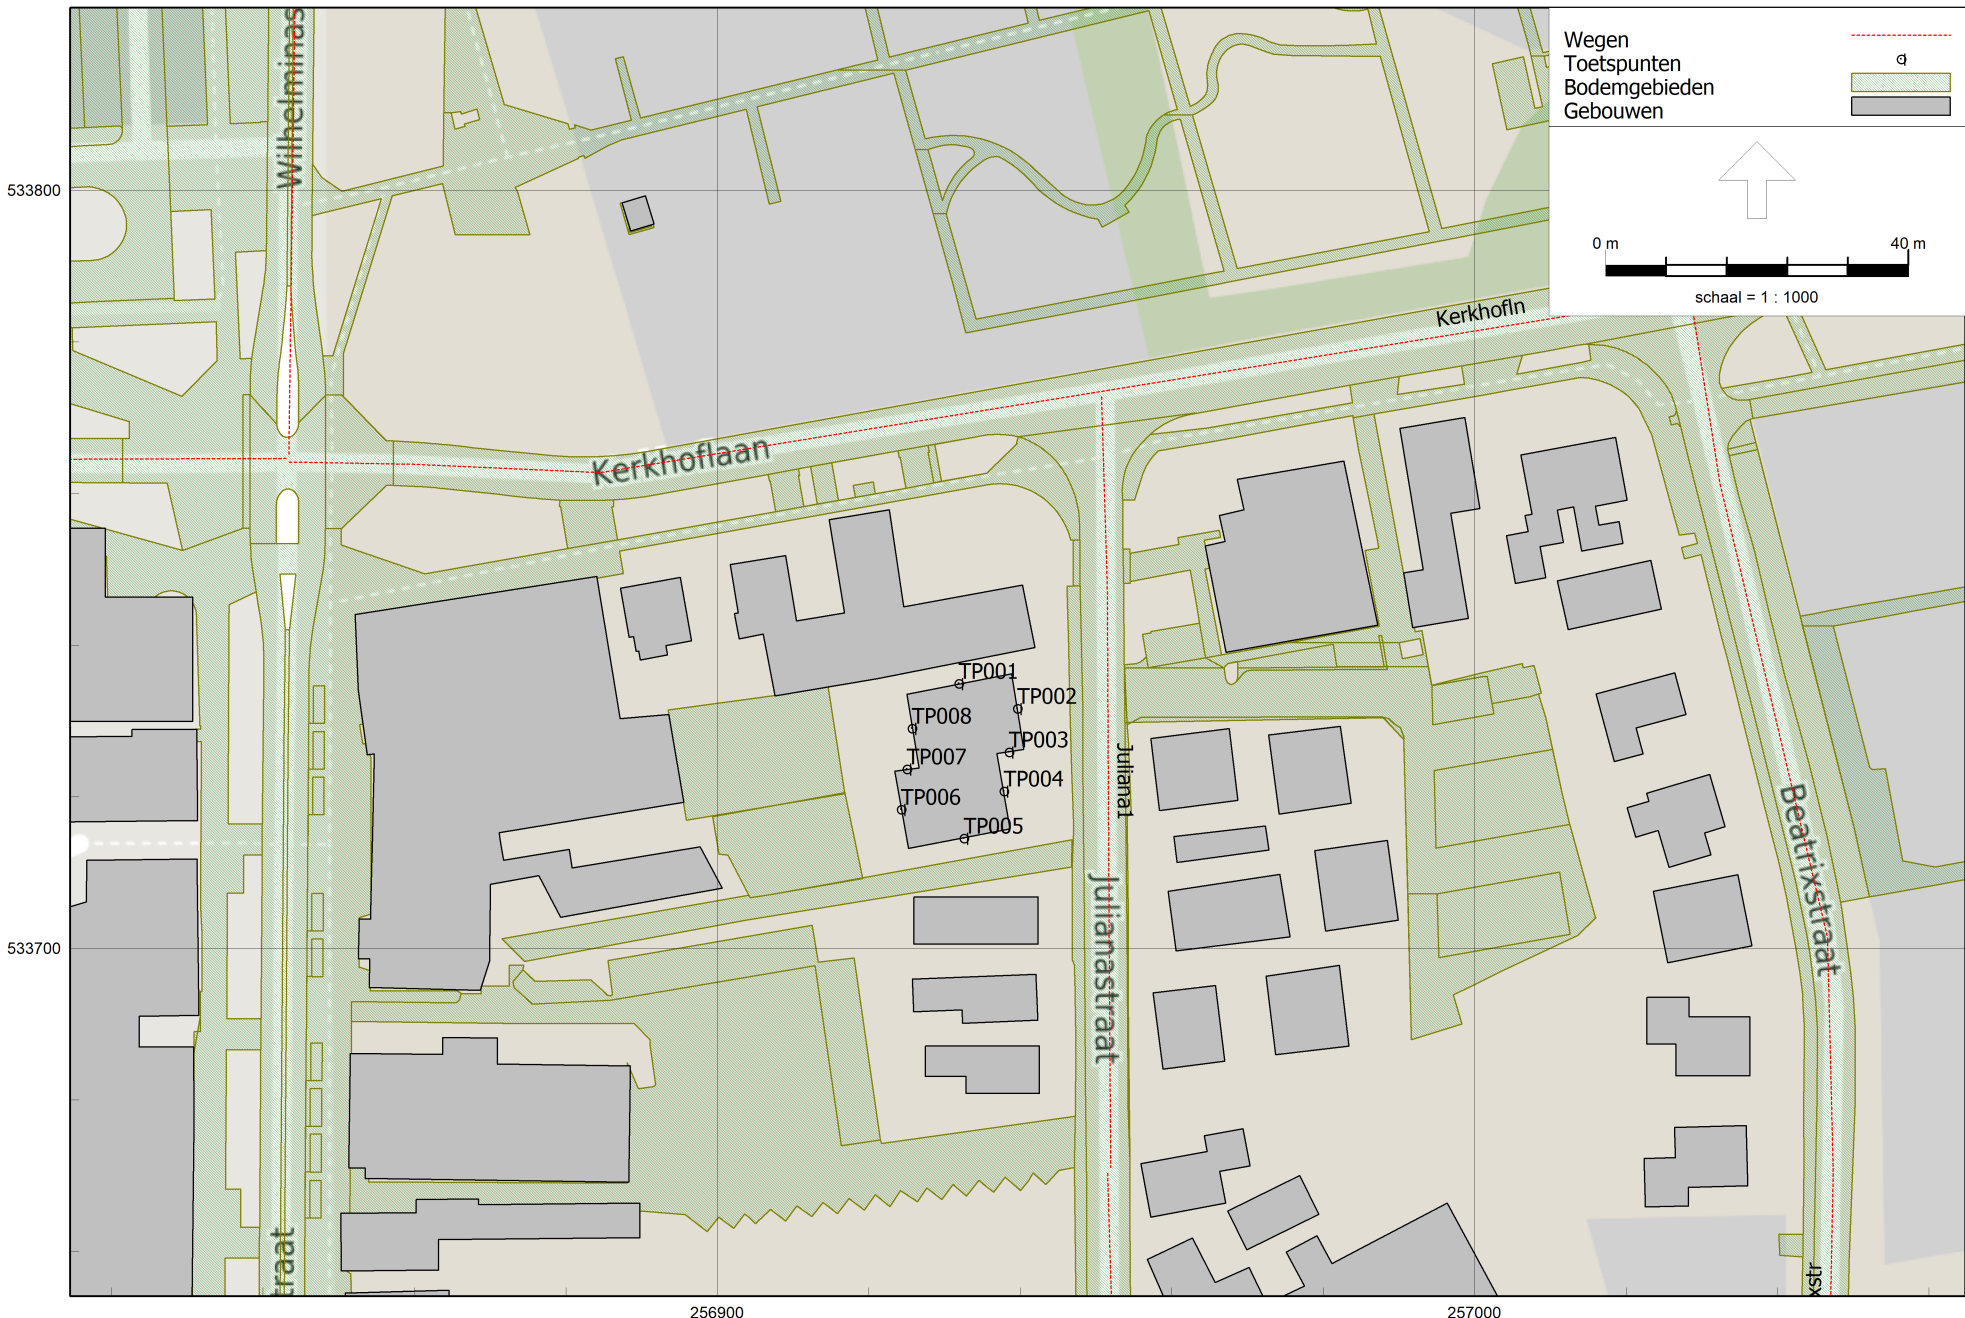 Wilhelminas
Wegen
Toetspunten
Bodemgebieden
Gebouwen
533800
0 m
40 m
schaal = 1 : 1000
Kerkhofln
Kerkhoflaan
TP001
TP002
TP008
TP003
TP007
TP004
TP006
TP005
Juliana1
Beatrixstraat
Julianastraat
533700
traat
xstr
256900
257000